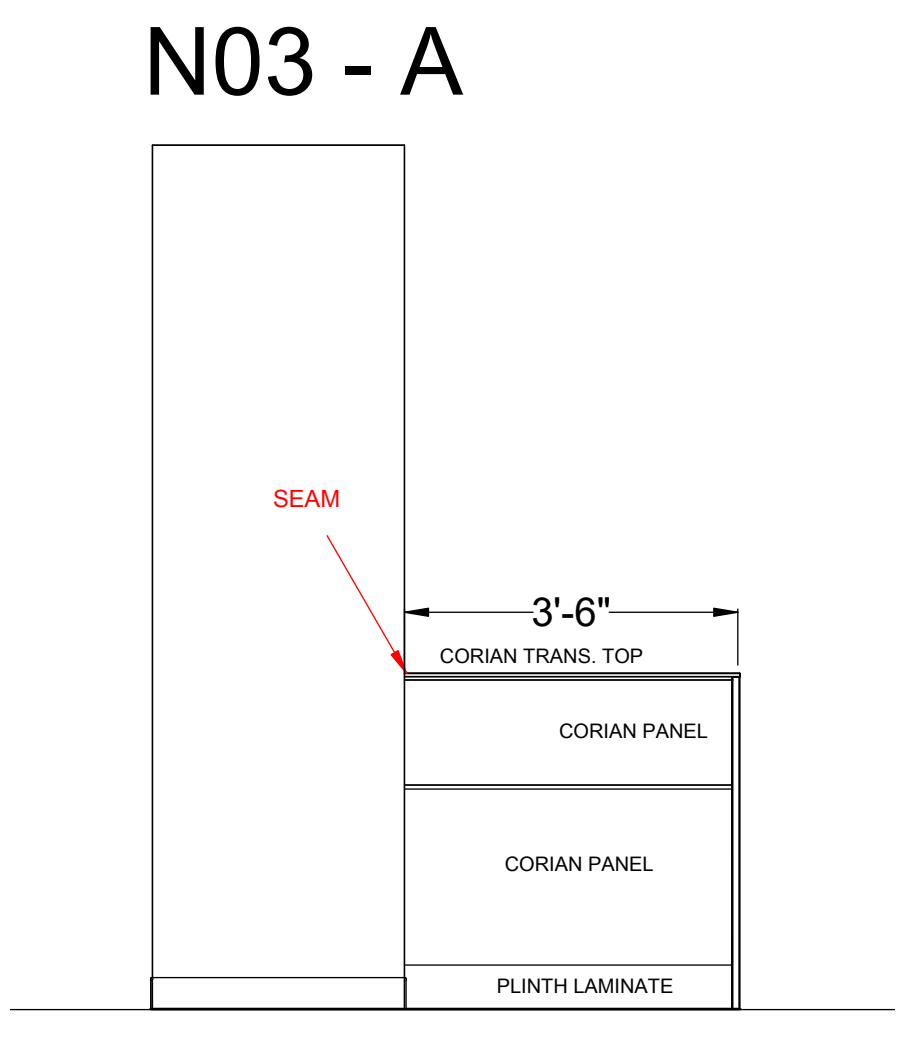 N03 - A
SEAM
3'-6"
CORIAN TRANS. TOP
CORIAN PANEL
CORIAN PANEL
PLINTH LAMINATE